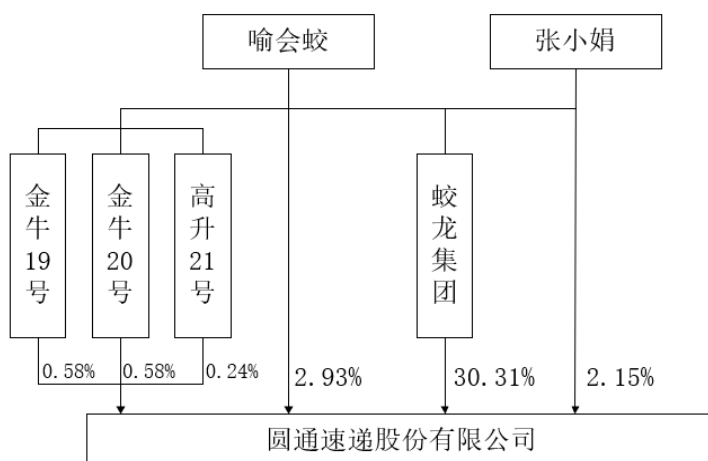 喻会蛟
张小娟
金牛19号
金牛20号
高升21号
蛟龙集团
0.58%
0.58%
0.24%
2.93%
30.31%
2.15%
圆通速递股份有限公司